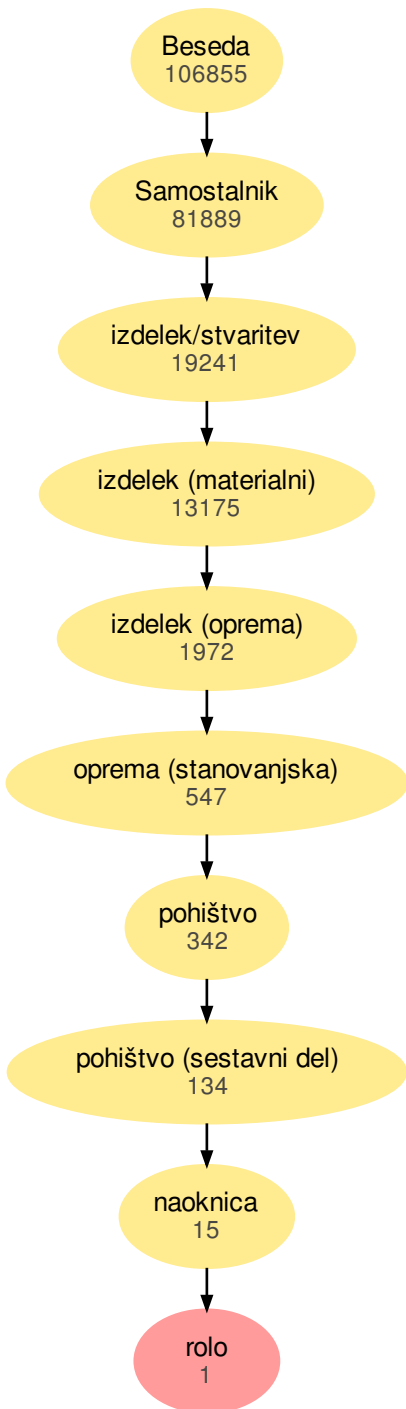 Beseda
106855
Samostalnik
81889
izdelek/stvaritev
19241
izdelek (materialni)
13175
izdelek (oprema)
1972
oprema (stanovanjska)
547
pohištvo
342
pohištvo (sestavni del)
134
naoknica
15
rolo
1